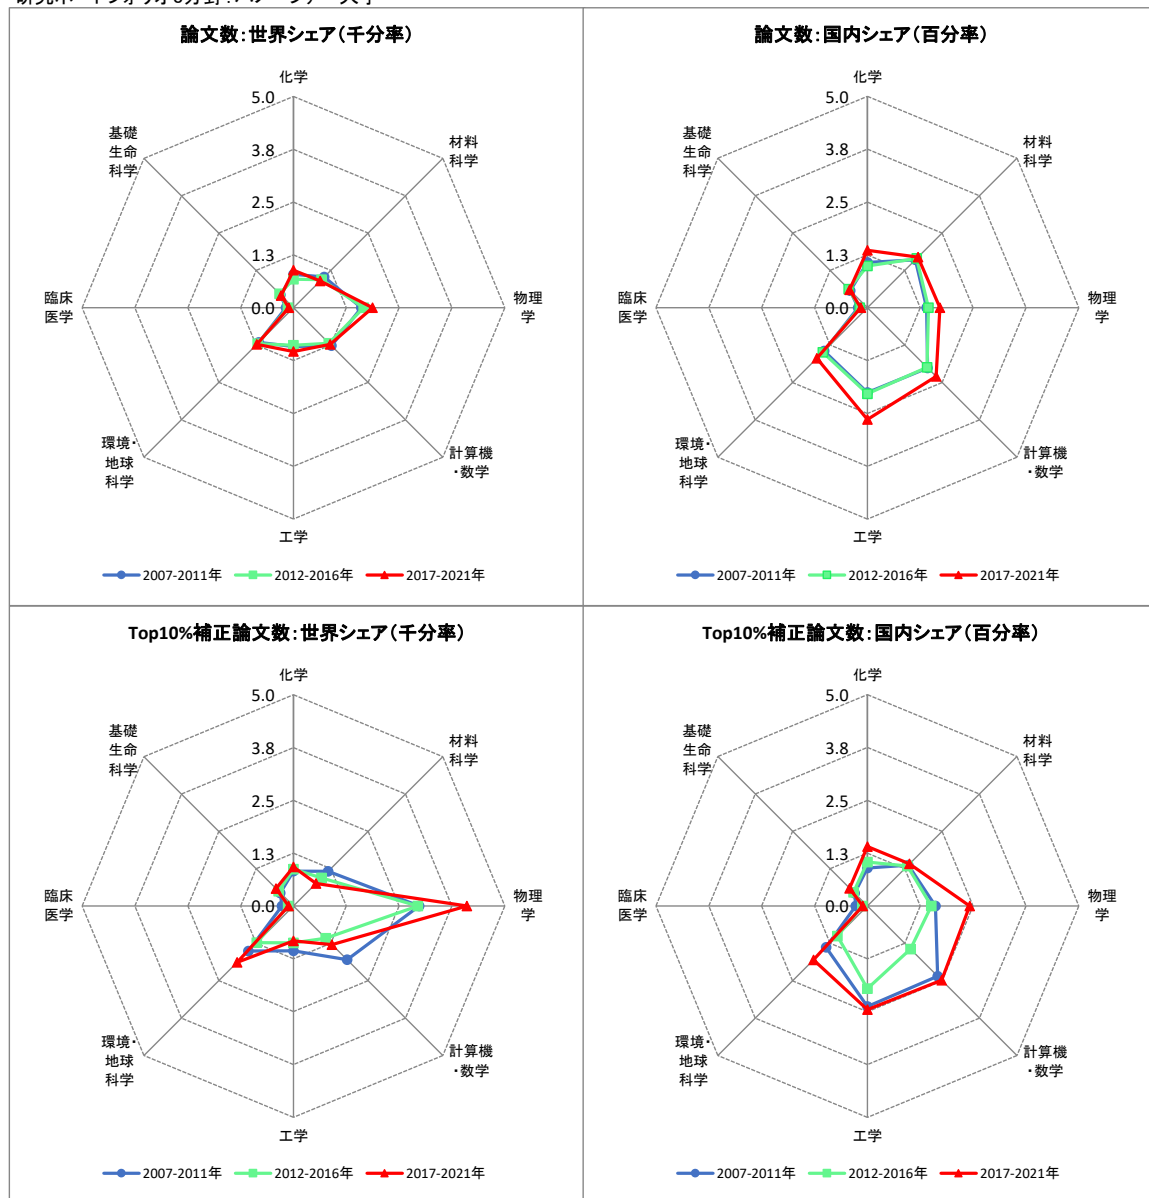 論文数：世界シェア（千分率）
化学
5.0
3.8
2.5
1.3
0.0
材料
科学
物理
学
計算機
・数学
工学
環境・
地球
科学
臨床
医学
基礎
生命
科学
2007-2011年 2012-2016年 2017-2021年
論文数：国内シェア（百分率）
化学
5.0
3.8
2.5
1.3
0.0
材料
科学
物理
学
計算機
・数学
工学
環境・
地球
科学
臨床
医学
基礎
生命
科学
2007-2011年 2012-2016年 2017-2021年
Top10%補正論文数：世界シェア（千分率）
化学
5.0
3.8
2.5
1.3
0.0
材料
科学
物理
学
計算機
・数学
工学
環境・
地球
科学
臨床
医学
基礎
生命
科学
2007-2011年 2012-2016年 2017-2021年
Top10%補正論文数：国内シェア（百分率）
化学
5.0
3.8
2.5
1.3
0.0
材料
科学
物理
学
計算機
・数学
工学
環境・
地球
科学
臨床
医学
基礎
生命
科学
2007-2011年 2012-2016年 2017-2021年